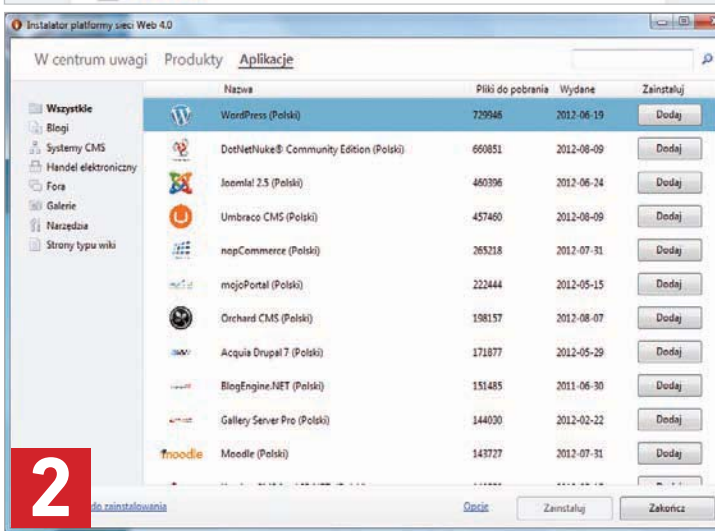 Instalator platformy sieci Web 4.0
W centrum uwagi Produkty Aplikacje
Nazwa Pliki do pobrania Wydane Zainstaluj
Wszystkie
Blogi
Systemy CMS
Handel elektroniczny
Fora
Galerie
Narzędzia
Strony typu wiki
WordPress (Polski) 729946 2012-06-19 Dodaj
DotNetNuke® Community Edition (Polski) 660851 2012-08-09 Dodaj
Joomla! 2.5 (Polski) 460396 2012-06-24 Dodaj
Umbraco CMS (Polski) 457460 2012-08-09 Dodaj
nopCommerce (Polski) 265218 2012-07-31 Dodaj
mojoPortal (Polski) 222444 2012-05-15 Dodaj
Orchard CMS (Polski) 198157 2012-08-07 Dodaj
Acquia Drupal 7 (Polski) 171877 2012-05-29 Dodaj
BlogEngine.NET (Polski) 151485 2011-06-30 Dodaj
Gallery Server Pro (Polski) 144030 2012-02-22 Dodaj
moodle Moodle (Polski) 143727 2012-07-31 Dodaj
2
do zainstalowania Opcje Zainstaluj Zakończ